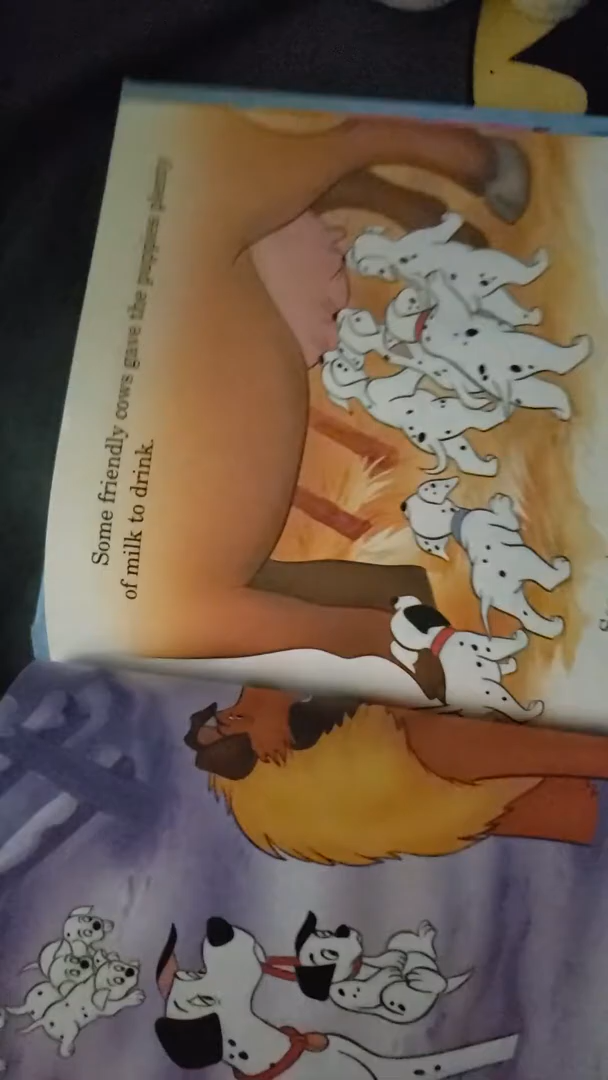 Some friendly cows gave the puppies plenty
of milk to drink.